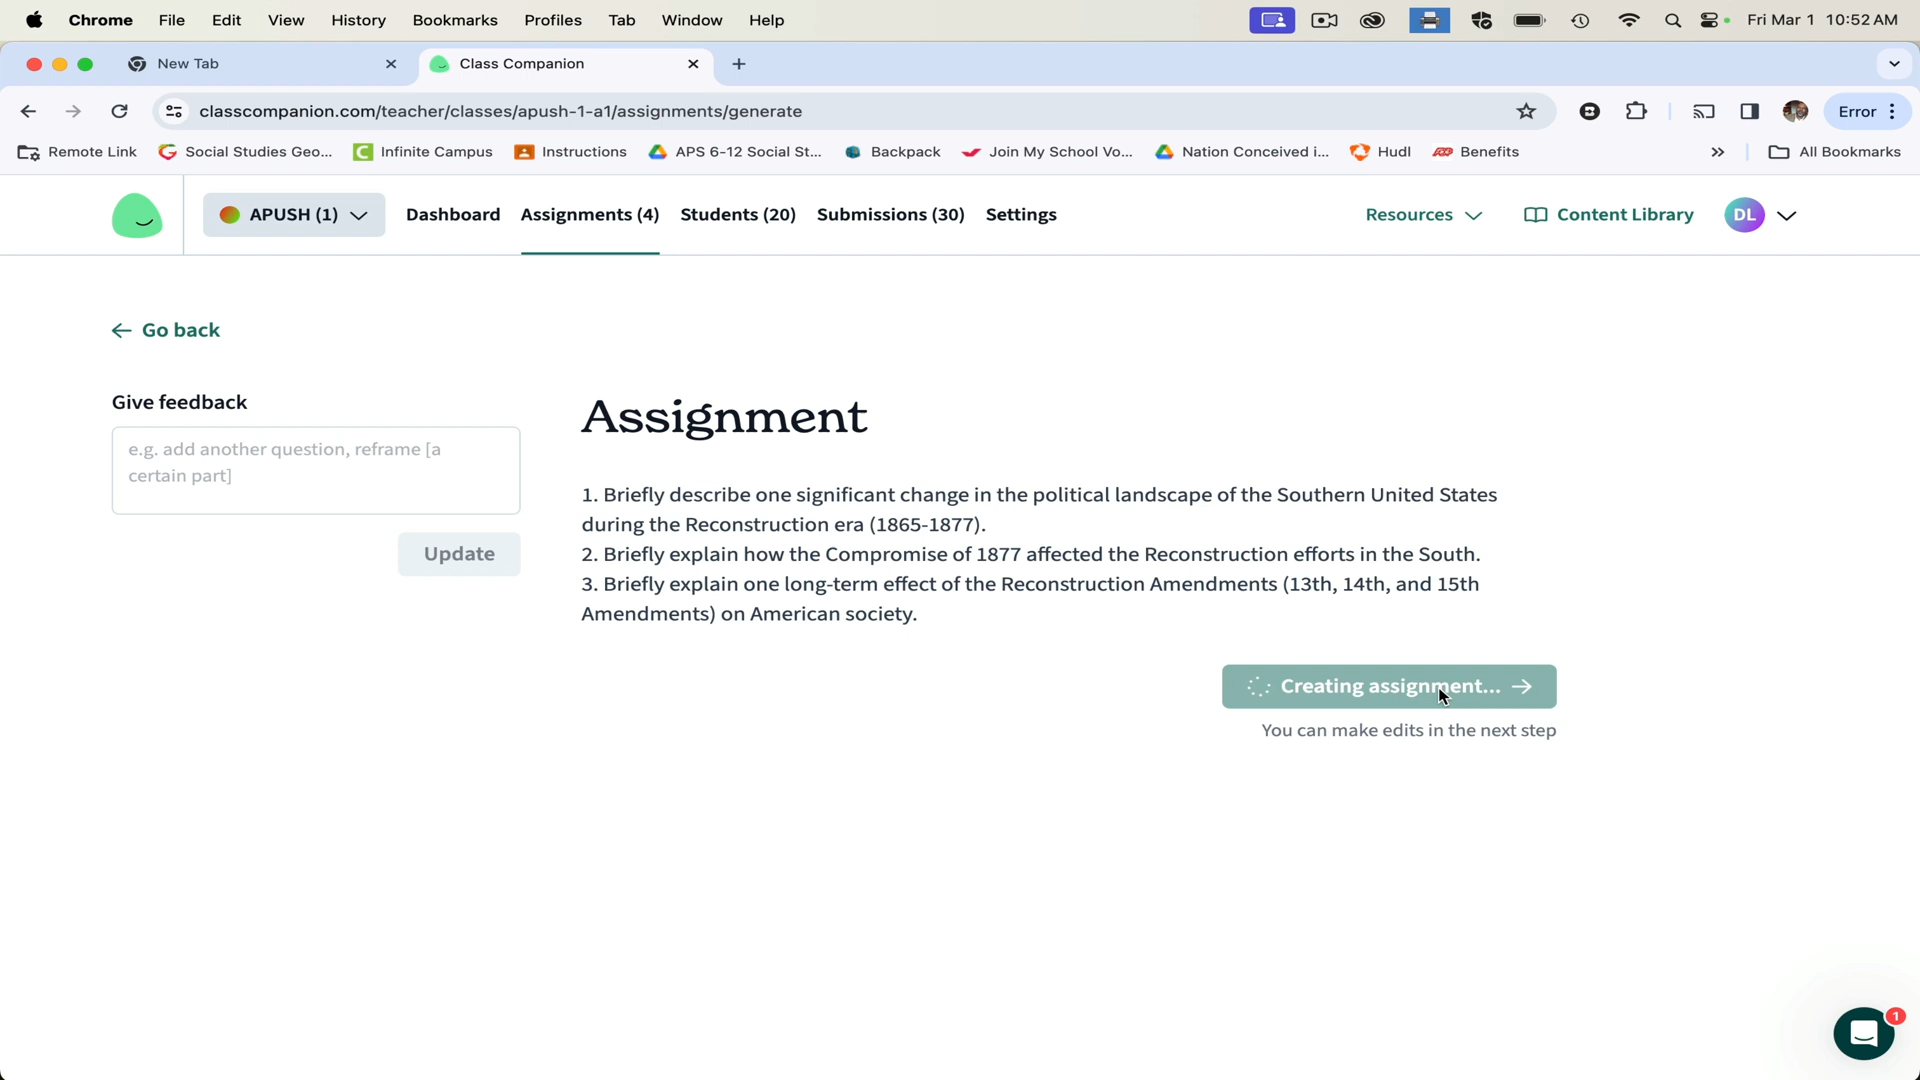 Chrome File Edit View History Bookmarks Profiles Tab Window Help Fri Mar 1 10:52 AM
New Tab Class Companion
classcompanion.com/teacher/classes/apush-1-a1/assignments/generate Error
Remote Link Social Studies Geo... Infinite Campus Instructions APS 6-12 Social St... Backpack Join My School Vo... Nation Conceived i... Hudl Benefits All Bookmarks
APUSH (1) Dashboard Assignments (4) Students (20) Submissions (30) Settings Resources Content Library DL
Go back
Give feedback
e.g. add another question, reframe [a
certain part]
Update
Assignment
1. Briefly describe one significant change in the political landscape of the Southern United States
during the Reconstruction era (1865-1877).
2. Briefly explain how the Compromise of 1877 affected the Reconstruction efforts in the South.
3. Briefly explain one long-term effect of the Reconstruction Amendments (13th, 14th, and 15th
Amendments) on American society.
Creating assignment...
You can make edits in the next step
1